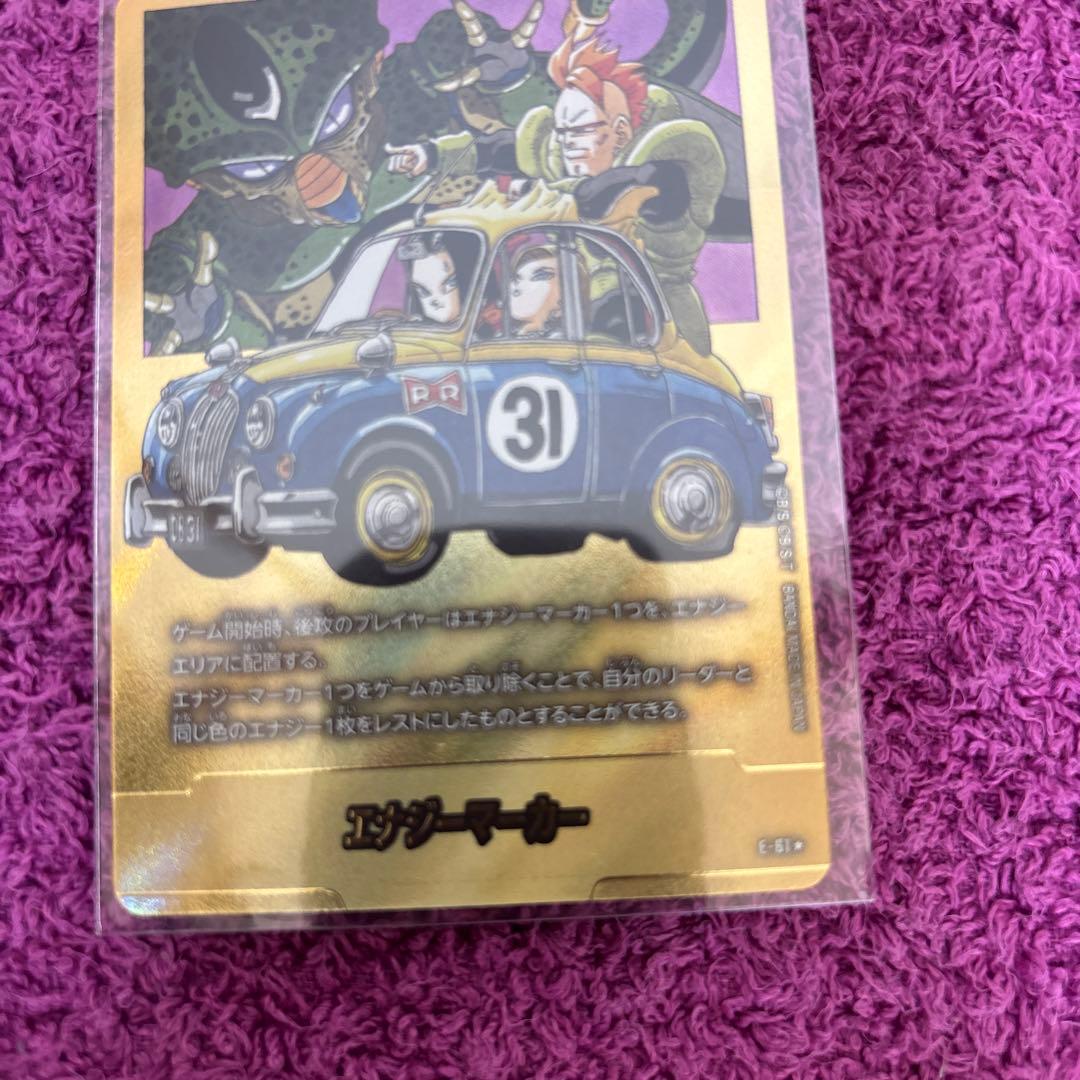 RR
31
ゲーム開始時、後攻のプレイヤーはエナジーマーカー1つを、エナジー
エリアに配置する。
エナジーマーカー1つをゲームから取り除くことで、自分のリーダーと
同じ色のエナジー1枚をレストにしたものとすることができる。
©B/S ©B/S/T BANDAI MADE IN JAPAN
エナジーマーカー